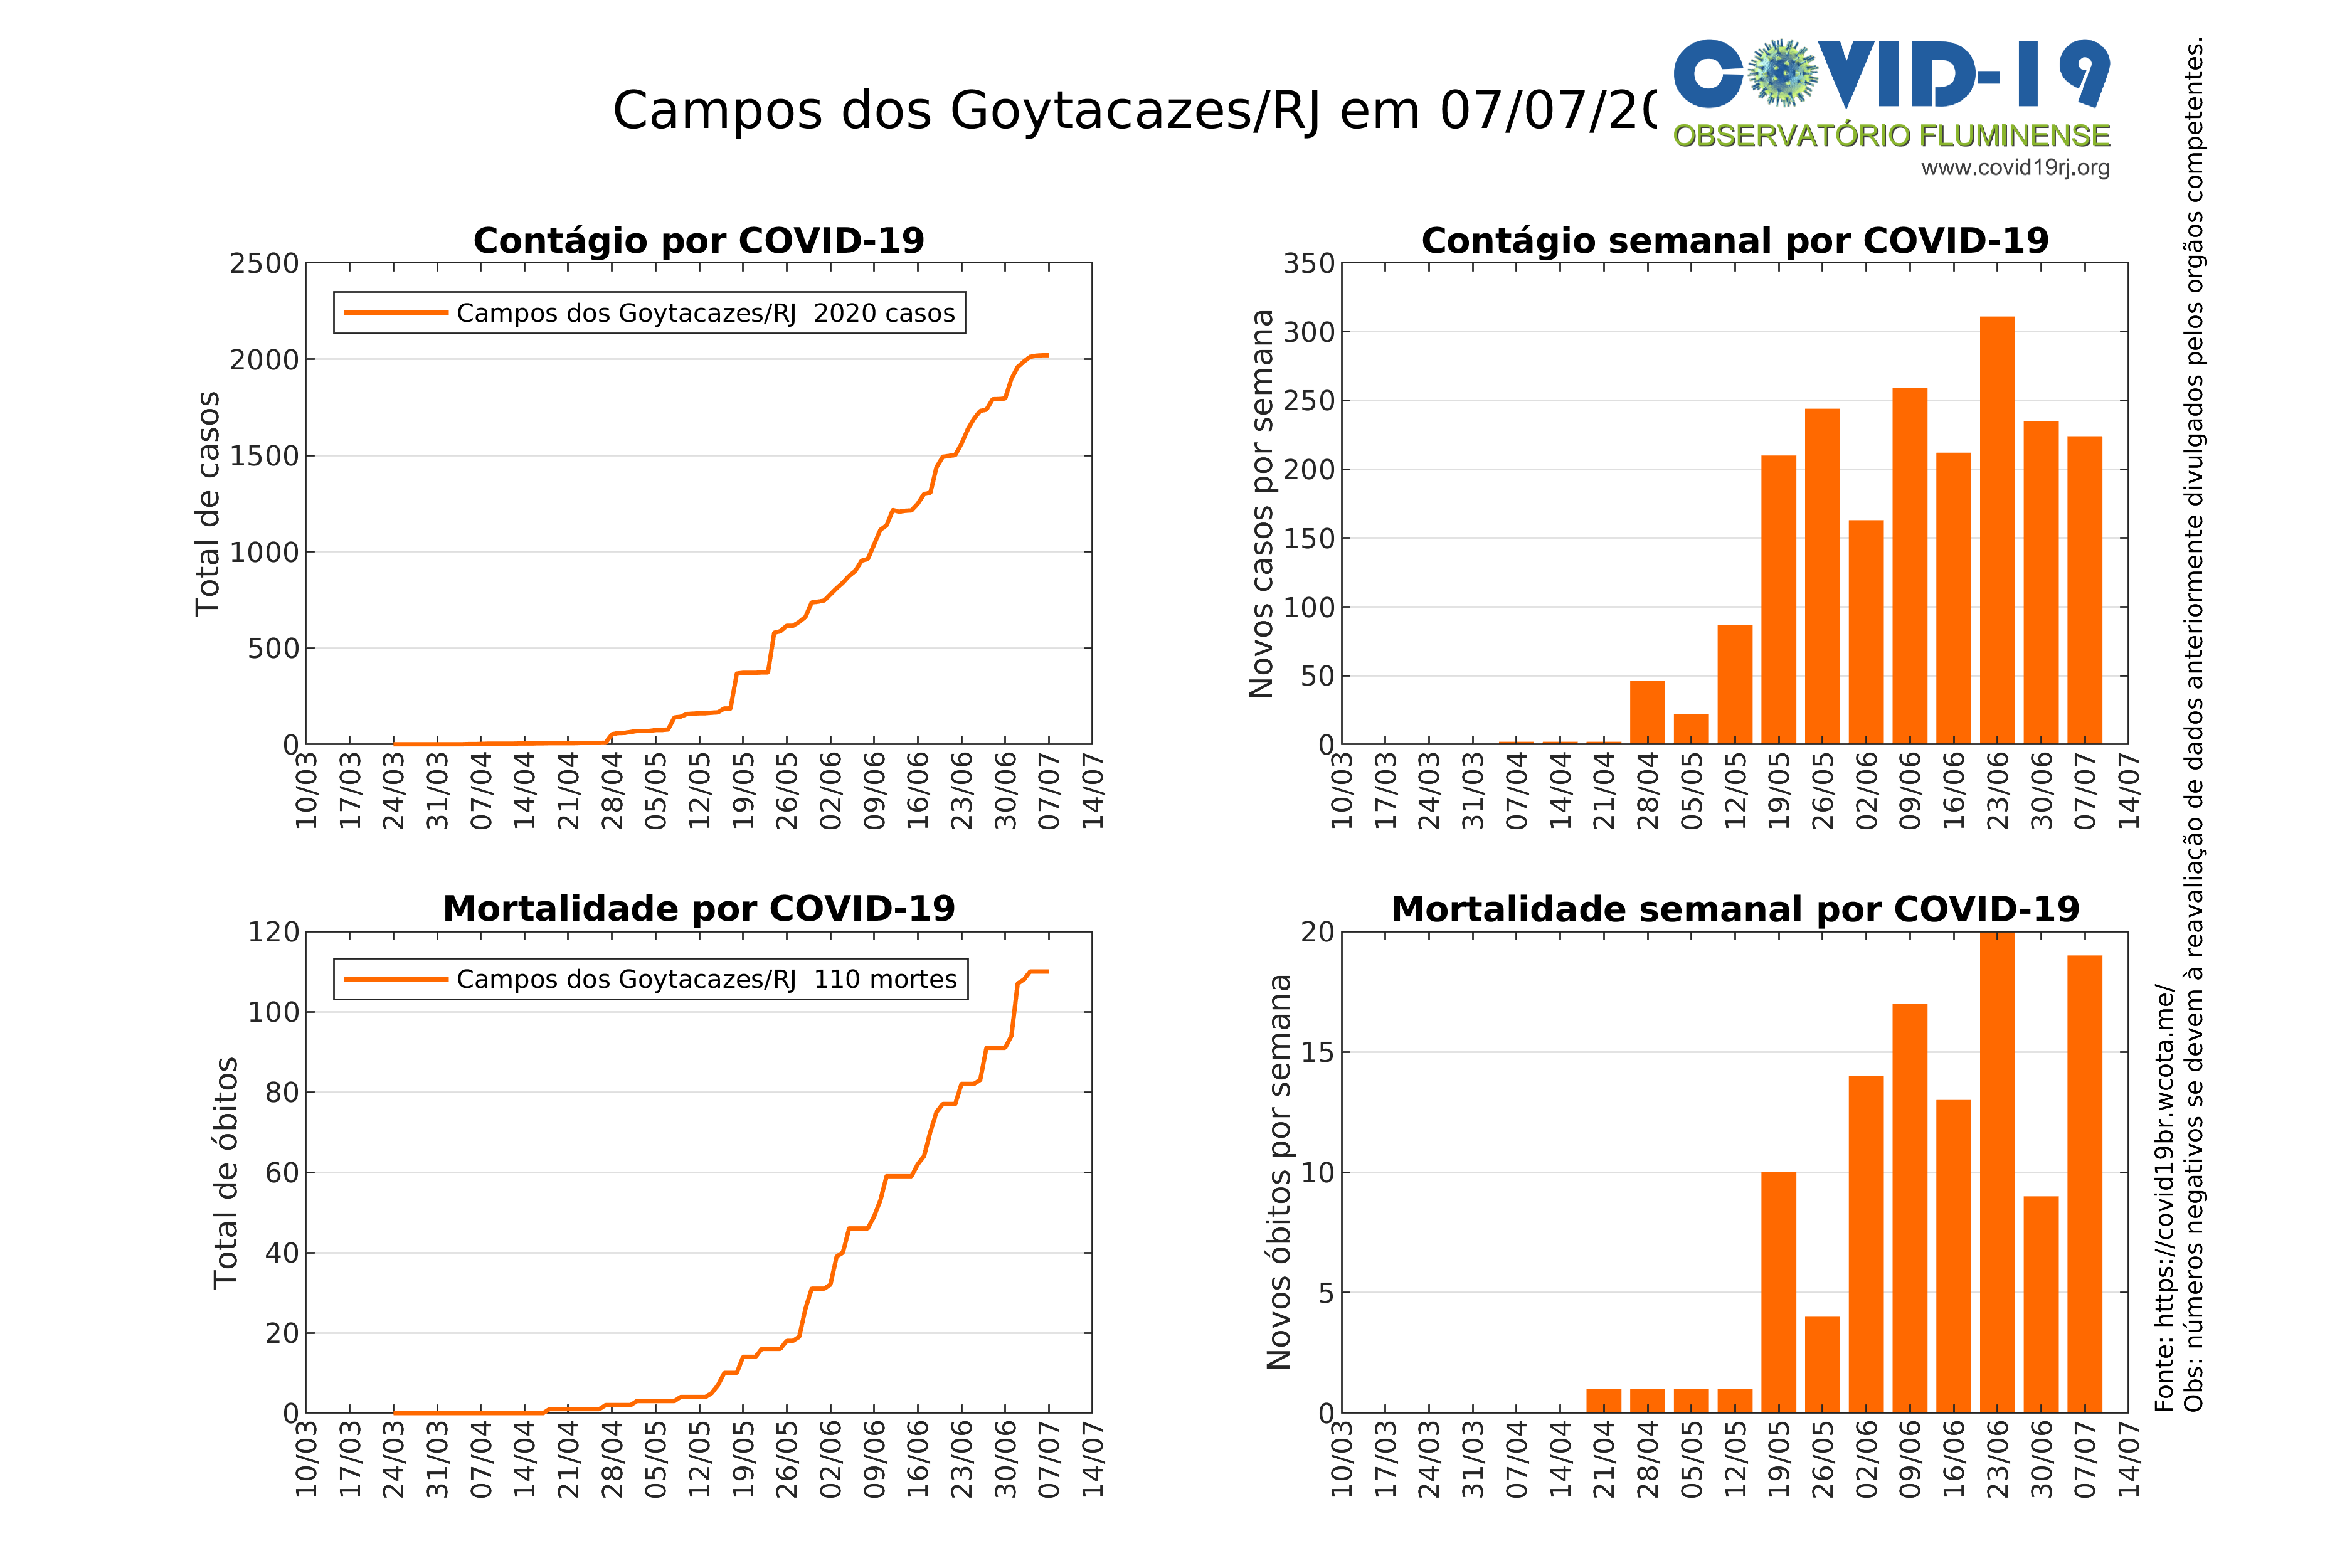 Campos dos Goytacazes/RJ em 07/07/20
COVID-19
OBSERVATÓRIO FLUMINENSE
www.covid19rj.org
Contágio por COVID-19
Total de casos
2500
2000
1500
1000
500
0
Campos dos Goytacazes/RJ 2020 casos
10/03 17/03 24/03 31/03 07/04 14/04 21/04 28/04 05/05 12/05 19/05 26/05 02/06 09/06 16/06 23/06 30/06 07/07 14/07
Contágio semanal por COVID-19
Novos casos por semana
350
300
250
200
150
100
50
0
10/03 17/03 24/03 31/03 07/04 14/04 21/04 28/04 05/05 12/05 19/05 26/05 02/06 09/06 16/06 23/06 30/06 07/07 14/07
Mortalidade por COVID-19
Total de óbitos
120
100
80
60
40
20
0
Campos dos Goytacazes/RJ 110 mortes
10/03 17/03 24/03 31/03 07/04 14/04 21/04 28/04 05/05 12/05 19/05 26/05 02/06 09/06 16/06 23/06 30/06 07/07 14/07
Mortalidade semanal por COVID-19
Novos óbitos por semana
20
15
10
5
0
10/03 17/03 24/03 31/03 07/04 14/04 21/04 28/04 05/05 12/05 19/05 26/05 02/06 09/06 16/06 23/06 30/06 07/07 14/07
Fonte: https://covid19br.wcota.me/
Obs: números negativos se devem à reavaliação de dados anteriormente divulgados pelos orgãos competentes.